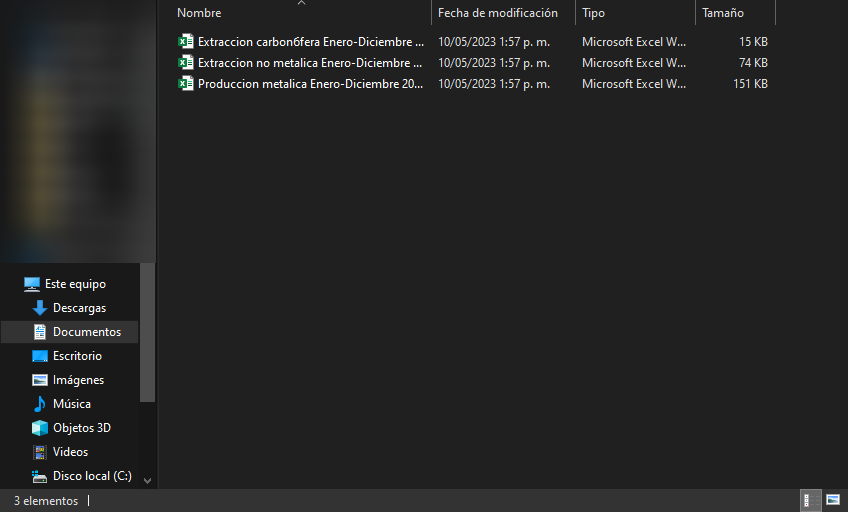 Nombre Fecha de modificación Tipo Tamaño
Extraccion carbon6fera Enero-Diciembre ... 10/05/2023 1:57 p. m. Microsoft Excel W... 15 KB
Extraccion no metalica Enero-Diciembre ... 10/05/2023 1:57 p. m. Microsoft Excel W... 74 KB
Produccion metalica Enero-Diciembre 20... 10/05/2023 1:57 p. m. Microsoft Excel W... 151 KB
Este equipo
Descargas
Documentos
Escritorio
Imágenes
Música
Objetos 3D
Videos
Disco local (C:)
3 elementos